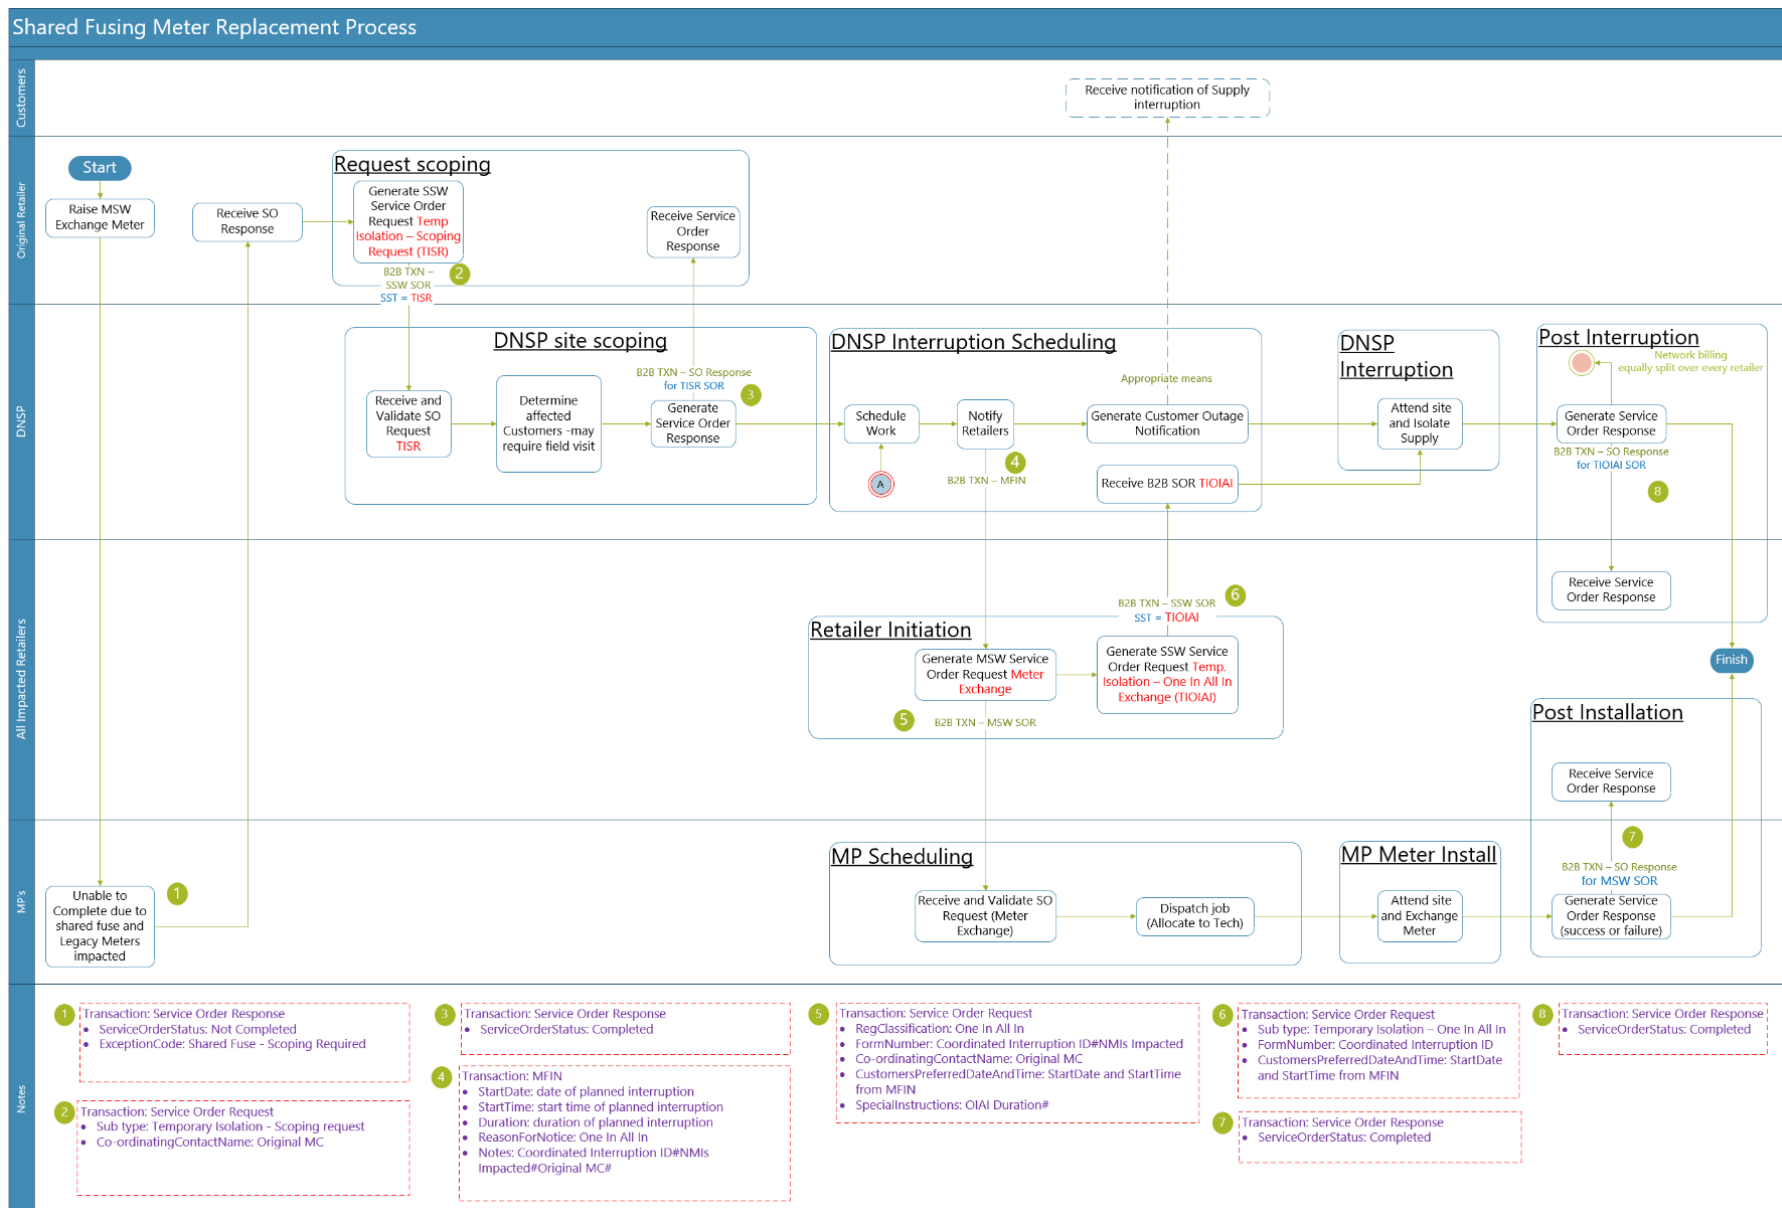 Shared Fusing Meter Replacement Process
Customers
Receive notification of Supply
interruption
Original Retailer
Start
Raise MSW
Exchange Meter
Receive SO
Response
Request scoping
Generate SSW
Service Order
Request Temp
Isolation – Scoping
Request (TISR)
B2B TXN –
SSW SOR
SST = TISR
2
Receive Service
Order
Response
DNSP
DNSP site scoping
Receive and
Validate SO
Request
TISR
Determine
affected
Customers -may
require field visit
B2B TXN – SO Response
for TISR SOR
3
Generate
Service Order
Response
DNSP Interruption Scheduling
Schedule
Work
A
Notify
Retailers
4
B2B TXN – MFIN
Appropriate means
Generate Customer Outage
Notification
Receive B2B SOR TIOIAI
DNSP
Interruption
Attend site
and Isolate
Supply
Post Interruption
Network billing
equally split over every retailer
Generate Service
Order Response
B2B TXN – SO Response
for TIOIAI SOR
8
Receive Service
Order Response
All Impacted Retailers
B2B TXN – SSW SOR
SST = TIOIAI
6
Retailer Initiation
Generate MSW Service
Order Request Meter
Exchange
Generate SSW Service
Order Request Temp.
Isolation – One In All In
Exchange (TIOIAI)
5
B2B TXN – MSW SOR
Finish
Post Installation
Receive Service
Order Response
MP's
Unable to
Complete due to
shared fuse and
Legacy Meters
impacted
1
MP Scheduling
Receive and Validate SO
Request (Meter
Exchange)
Dispatch job
(Allocate to Tech)
MP Meter Install
Attend site
and Exchange
Meter
7
B2B TXN – SO Response
for MSW SOR
Generate Service
Order Response
(success or failure)
Notes
1
Transaction: Service Order Response
• ServiceOrderStatus: Not Completed
• ExceptionCode: Shared Fuse - Scoping Required
2
Transaction: Service Order Request
• Sub type: Temporary Isolation - Scoping request
• Co-ordinatingContactName: Original MC
3
Transaction: Service Order Response
• ServiceOrderStatus: Completed
4
Transaction: MFIN
• StartDate: date of planned interruption
• StartTime: start time of planned interruption
• Duration: duration of planned interruption
• ReasonForNotice: One In All In
• Notes: Coordinated Interruption ID#NMIs
Impacted#Original MC#
5
Transaction: Service Order Request
• RegClassification: One In All In
• FormNumber: Coordinated Interruption ID#NMIs Impacted
• Co-ordinatingContactName: Original MC
• CustomersPreferredDateAndTime: StartDate and StartTime
from MFIN
• SpecialInstructions: OIAI Duration#
6
Transaction: Service Order Request
• Sub type: Temporary Isolation – One In All In
• FormNumber: Coordinated Interruption ID
• CustomersPreferredDateAndTime: StartDate
and StartTime from MFIN
7
Transaction: Service Order Response
• ServiceOrderStatus: Completed
8
Transaction: Service Order Response
• ServiceOrderStatus: Completed